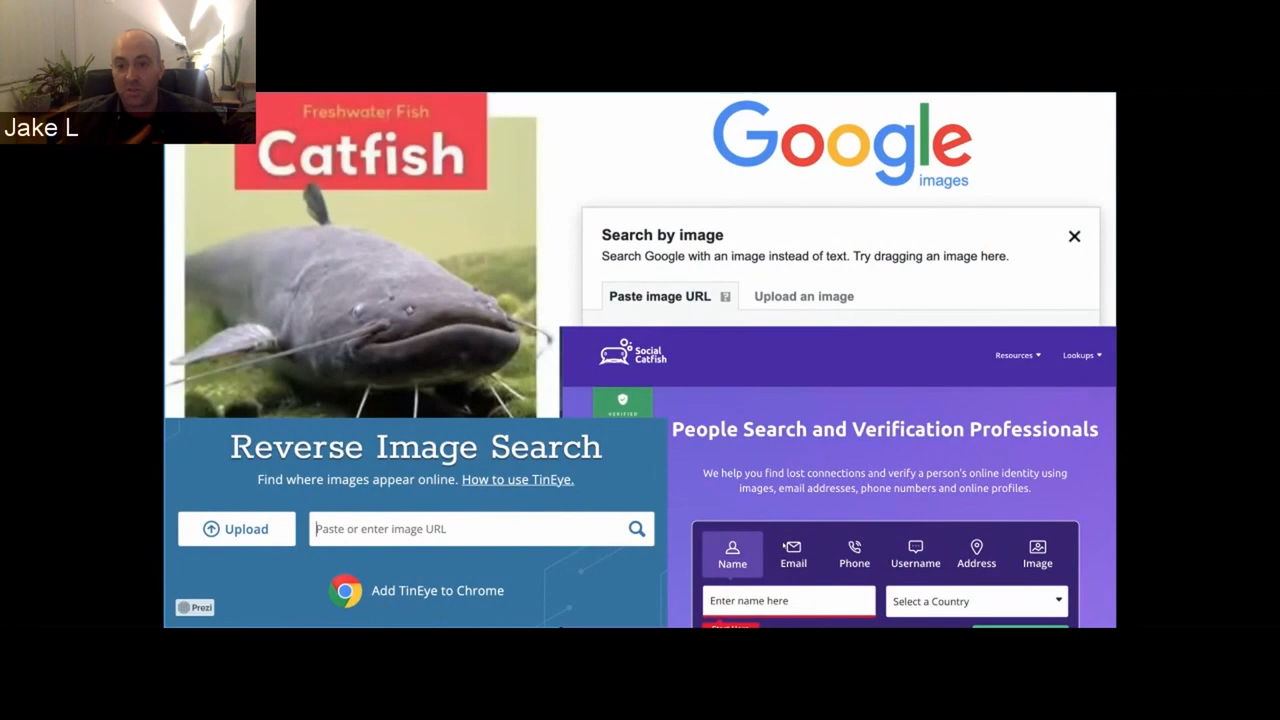 Jake L
Freshwater Fish
Catfish
Google
images
Search by image
Search Google with an image instead of text. Try dragging an image here.
Paste image URL ?
Upload an image
Social
Catfish
Resources
Lookups
VERIFIED
People Search and Verification Professionals
We help you find lost connections and verify a person's online identity using
images, email addresses, phone numbers and online profiles.
Name
Email
Phone
Username
Address
Image
Enter name here
Select a Country
Reverse Image Search
Find where images appear online. How to use TinEye.
Upload
Paste or enter image URL
Add TinEye to Chrome
Prezi